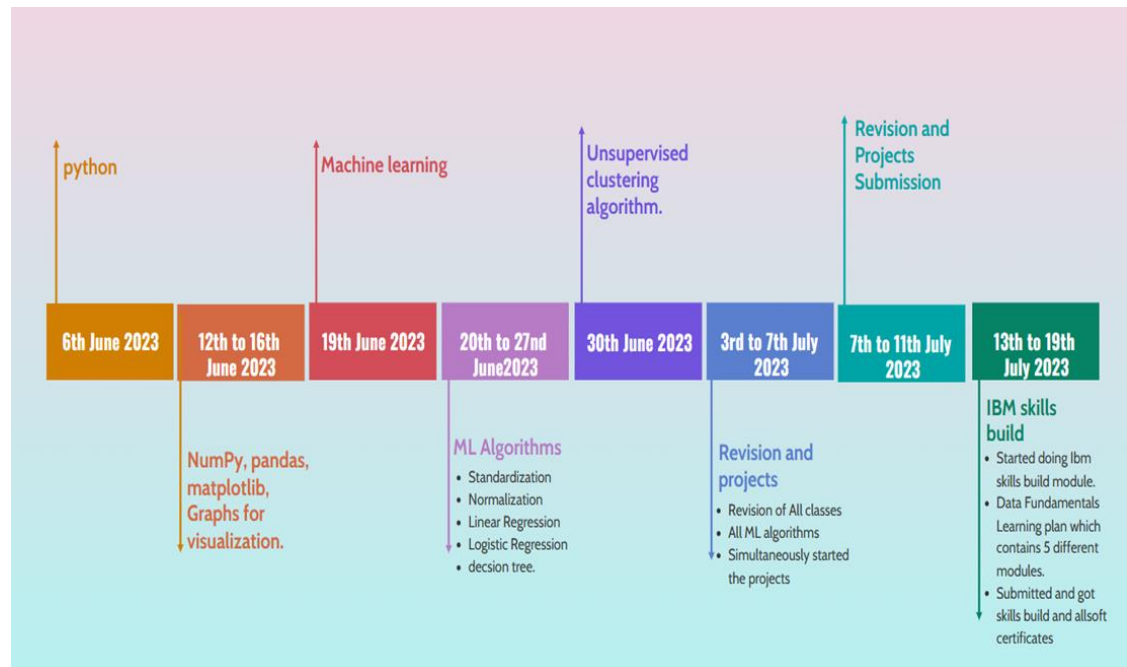 python
Machine learning
Unsupervised
clustering
algorithm.
Revision and
Projects
Submission
6th June 2023
12th to 16th
June 2023
19th June 2023
20th to 27nd
June2023
30th June 2023
3rd to 7th July
2023
7th to 11th July
2023
13th to 19th
July 2023
NumPy, pandas,
matplotlib,
Graphs for
visualization.
ML Algorithms
• Standardization
• Normalization
• Linear Regression
• Logistic Regression
• decsion tree.
Revision and
projects
• Revision of All classes
• All ML algorithms
• Simultaneously started
the projects
IBM skills
build
• Started doing Ibm
skills build module.
• Data Fundamentals
Learning plan which
contains 5 different
modules.
• Submitted and got
skills build and allsoft
certificates